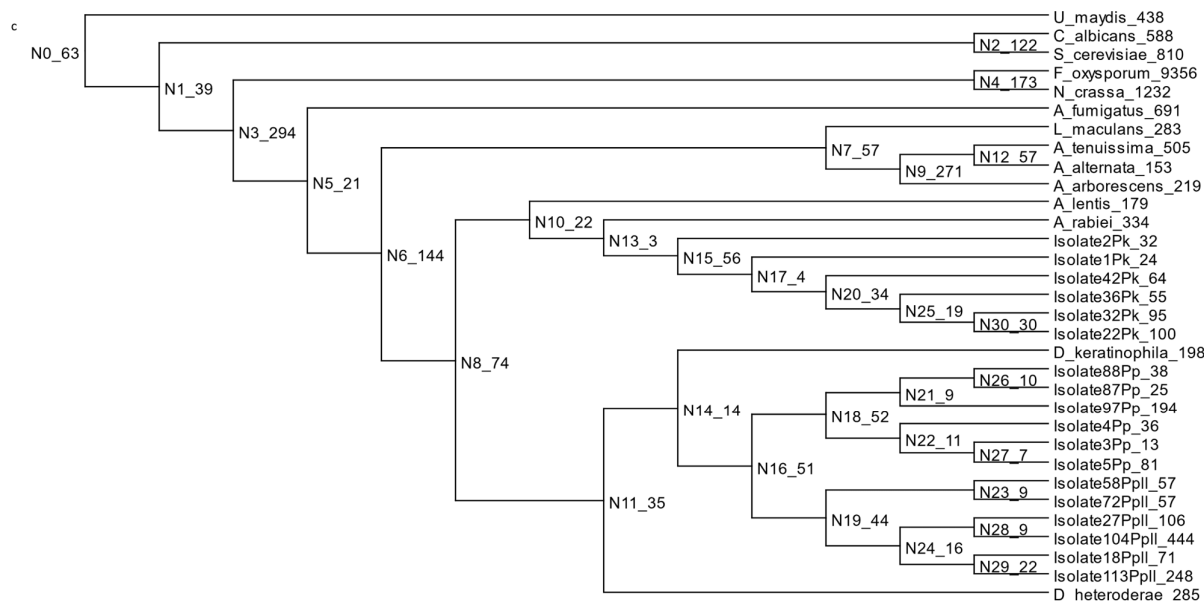 c
U_maydis_438
C_albicans_588
N2_122
N0_63
S_cerevisiae_810
F_oxysporum_9356
N4_173
N1_39
N_crassa_1232
A_fumigatus_691
L_maculans_283
N3_294
A_tenuissima_505
N7_57
N12_57
A_alternata_153
N9_271
N5_21
A_arborescens_219
A_lentis_179
N10_22
A_rabiei_334
N13_3
Isolate2Pk_32
N6_144
N15_56
Isolate1Pk_24
N17_4
Isolate42Pk_64
N20_34
Isolate36Pk_55
N25_19
Isolate32Pk_95
N30_30
Isolate22Pk_100
D_keratinophila_198
N8_74
Isolate88Pp_38
N26_10
Isolate87Pp_25
N21_9
Isolate97Pp_194
N14_14
N18_52
Isolate4Pp_36
N22_11
Isolate3Pp_13
N27_7
Isolate5Pp_81
N16_51
Isolate58PpII_57
N23_9
Isolate72PpII_57
N11_35
Isolate27PpII_106
N19_44
N28_9
Isolate104PpII_444
N24_16
Isolate18PpII_71
N29_22
Isolate113PpII_248
D_heteroderae_285